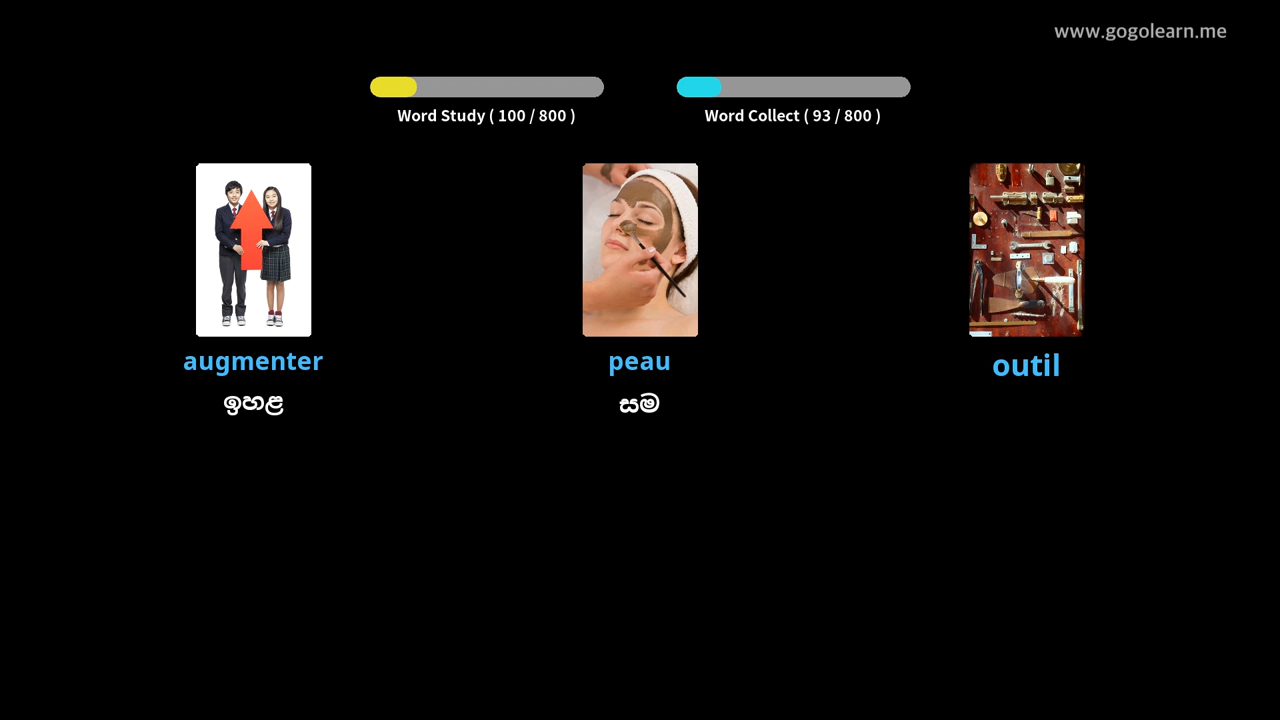 www.gogolearn.me
Word Study ( 100 / 800 )
Word Collect ( 93 / 800 )
augmenter
peau
outil
ඉහළ
සම